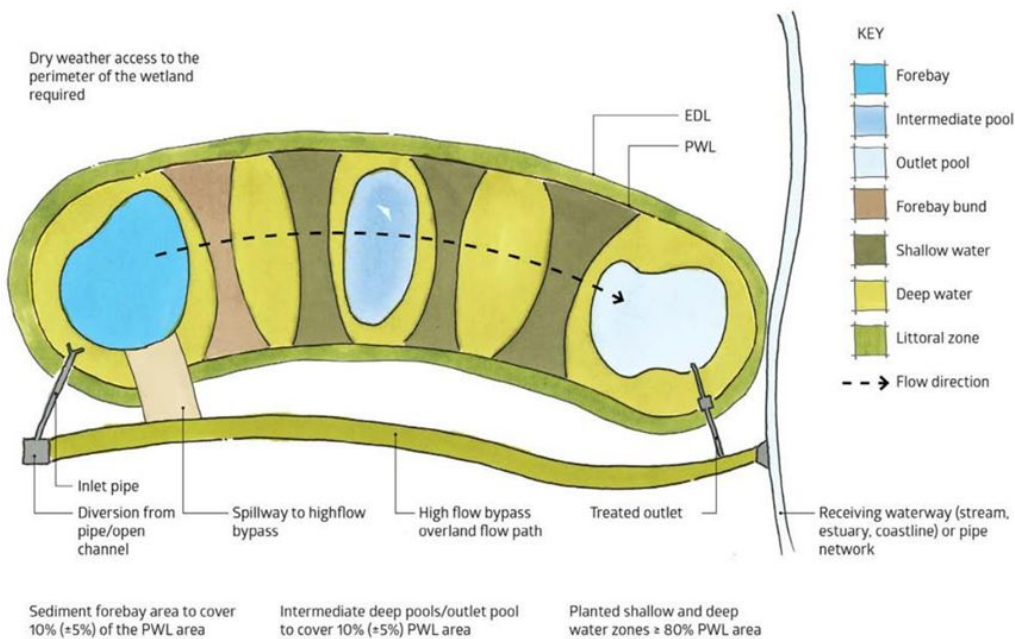 Dry weather access to the
perimeter of the wetland
required
EDL
PWL
KEY
Forebay
Intermediate pool
Outlet pool
Forebay bund
Shallow water
Deep water
Littoral zone
Flow direction
Inlet pipe
Diversion from
pipe/open
channel
Spillway to highflow
bypass
High flow bypass
overland flow path
Treated outlet
Receiving waterway (stream,
estuary, coastline) or pipe
network
Sediment forebay area to cover
10% (±5%) of the PWL area
Intermediate deep pools/outlet pool
to cover 10% (±5%) PWL area
Planted shallow and deep
water zones ≥ 80% PWL area